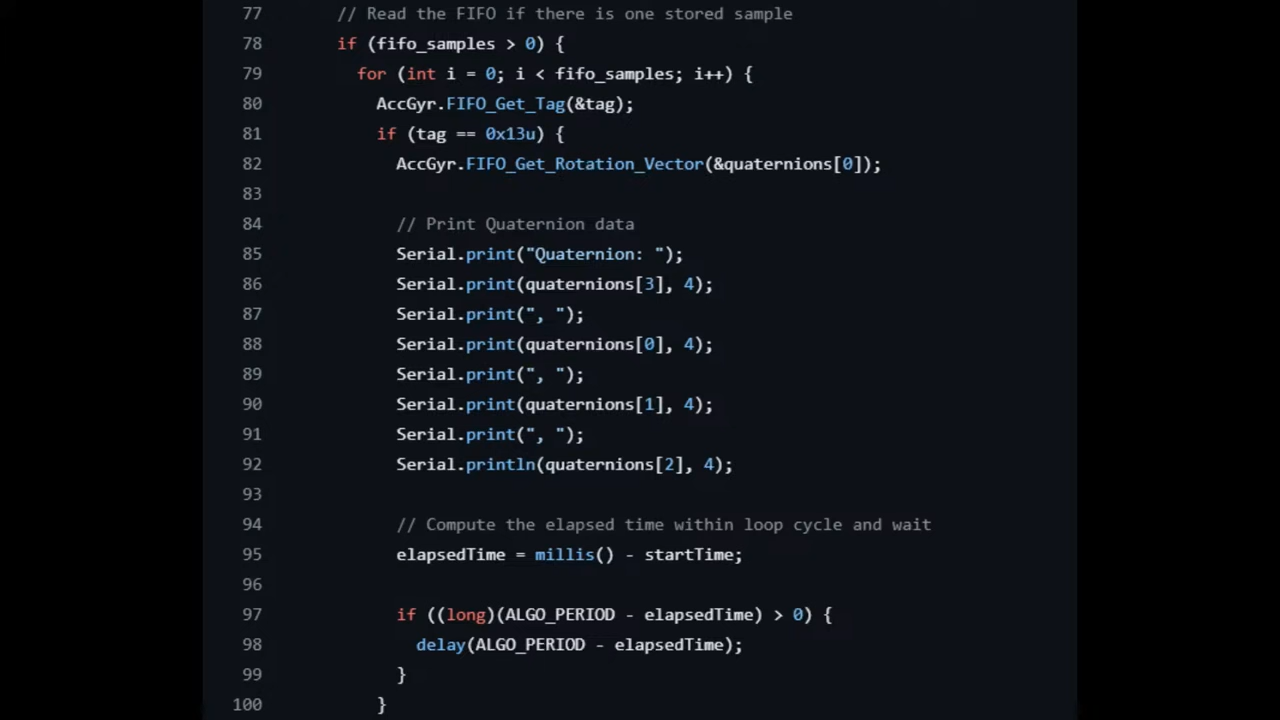 77 // Read the FIFO if there is one stored sample
78 if (fifo_samples > 0) {
79 for (int i = 0; i < fifo_samples; i++) {
80 AccGyr.FIFO_Get_Tag(&tag);
81 if (tag == 0x13u) {
82 AccGyr.FIFO_Get_Rotation_Vector(&quaternions[0]);
83
84 // Print Quaternion data
85 Serial.print("Quaternion: ");
86 Serial.print(quaternions[3], 4);
87 Serial.print(", ");
88 Serial.print(quaternions[0], 4);
89 Serial.print(", ");
90 Serial.print(quaternions[1], 4);
91 Serial.print(", ");
92 Serial.println(quaternions[2], 4);
93
94 // Compute the elapsed time within loop cycle and wait
95 elapsedTime = millis() - startTime;
96
97 if ((long)(ALGO_PERIOD - elapsedTime) > 0) {
98 delay(ALGO_PERIOD - elapsedTime);
99 }
100 }